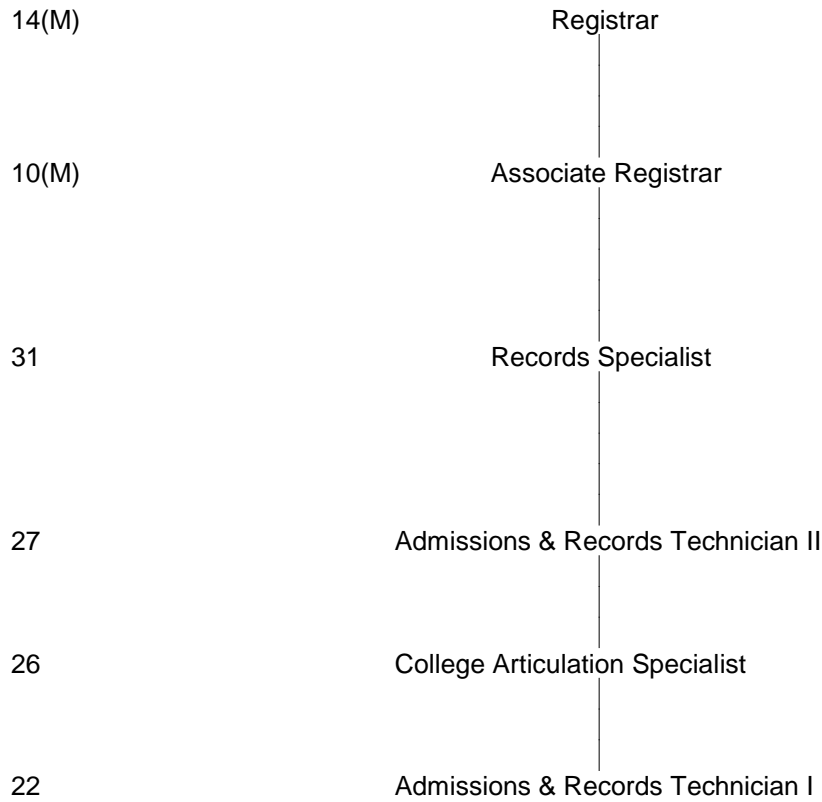 14(M) Registrar
10(M) Associate Registrar
31 Records Specialist
27 Admissions & Records Technician II
26 College Articulation Specialist
22 Admissions & Records Technician I